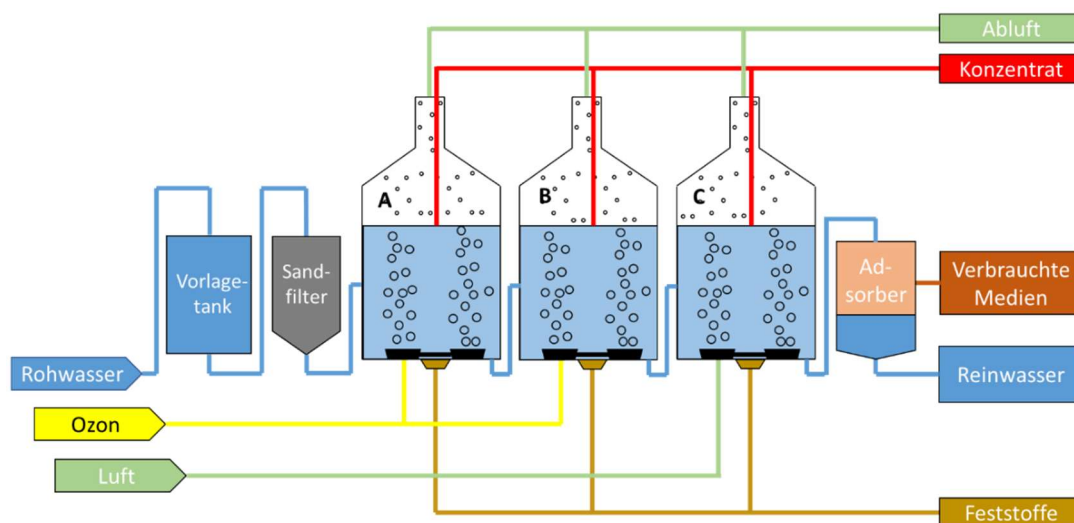 Abluft
Konzentrat
A
B
C
Vorlage-
tank
Sand-
filter
Ad-
sorber
Verbrauchte
Medien
Rohwasser
Reinwasser
Ozon
Luft
Feststoffe